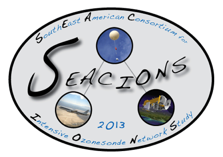 SouthEast American Consortium for
SEACIONS
2013
Intensive Ozonesonde Network Study